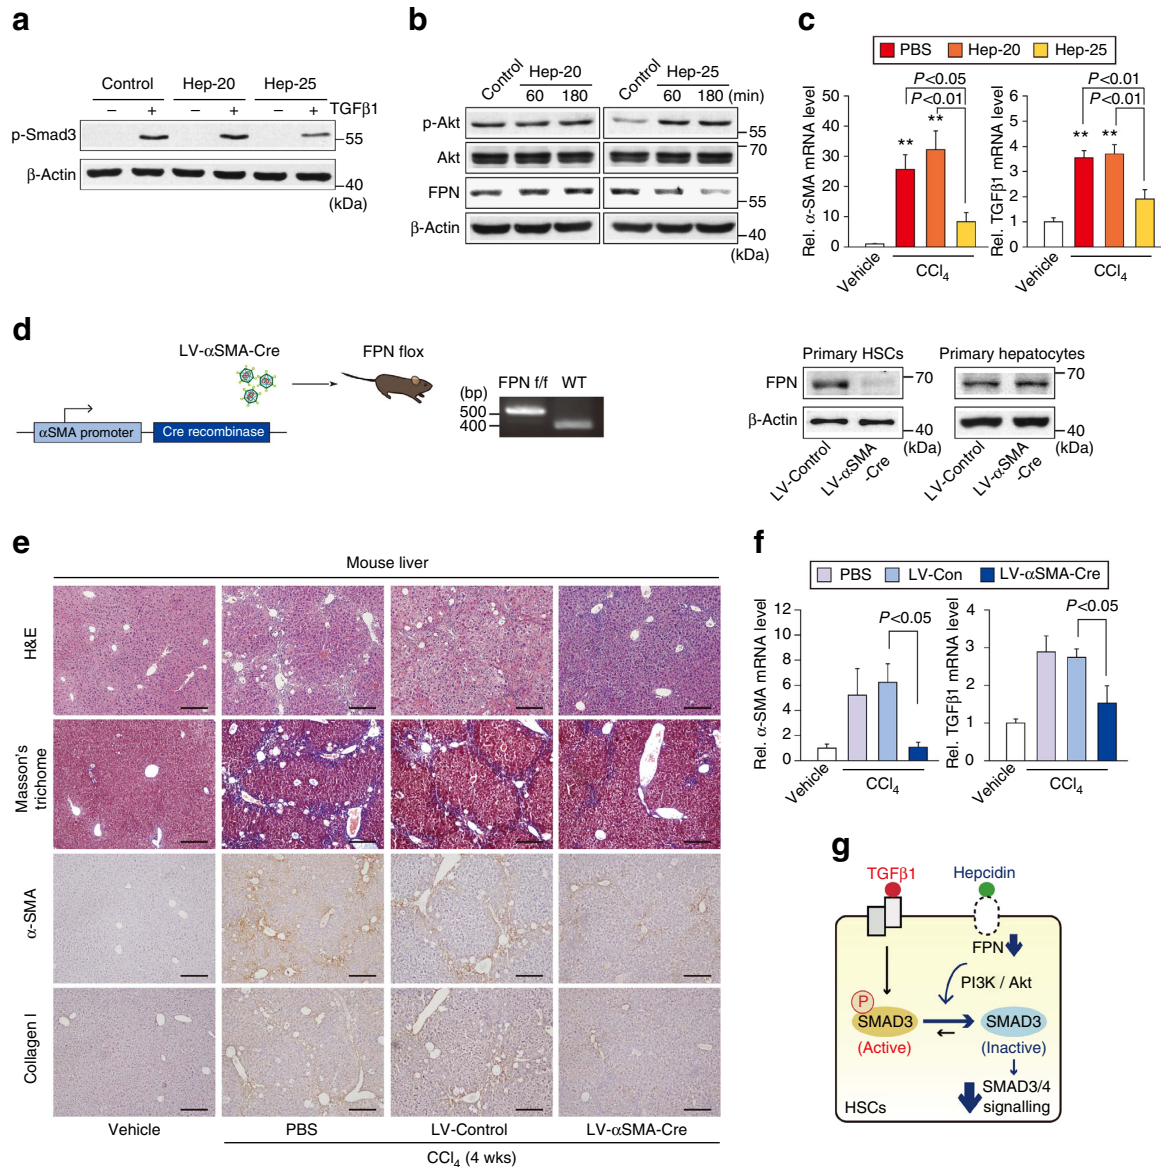 a
Control Hep-20 Hep-25
– + – + – + TGFβ1
p-Smad3
55
β-Actin
40
(kDa)
b
Control Hep-20 Control Hep-25
60 180 60 180 (min)
p-Akt
55
Akt
70
FPN
55
β-Actin
40
(kDa)
c
PBS Hep-20 Hep-25
P<0.05
P<0.01
** **
Rel. α-SMA mRNA level
50
40
30
20
10
0
Vehicle
CCl4
P<0.01
P<0.01
** **
Rel. TGFβ1 mRNA level
6
5
4
3
2
1
0
Vehicle
CCl4
d
LV-αSMA-Cre
FPN flox
αSMA promoter Cre recombinase
FPN f/f WT
(bp)
500
400
Primary HSCs Primary hepatocytes
FPN
70 70
β-Actin
40 40
(kDa) (kDa)
LV-Control LV-αSMA
-Cre
LV-Control LV-αSMA
-Cre
e
Mouse liver
H&E
Masson's
trichome
α-SMA
Collagen I
Vehicle PBS LV-Control LV-αSMA-Cre
CCl4 (4 wks)
f
PBS LV-Con LV-αSMA-Cre
P<0.05
Rel. α-SMA mRNA level
12
10
8
6
4
2
0
Vehicle
CCl4
P<0.05
Rel. TGFβ1 mRNA level
4
3
2
1
0
Vehicle
CCl4
g
TGFβ1 Hepcidin
FPN
PI3K / Akt
P
SMAD3 SMAD3
(Active) (Inactive)
SMAD3/4
signalling
HSCs